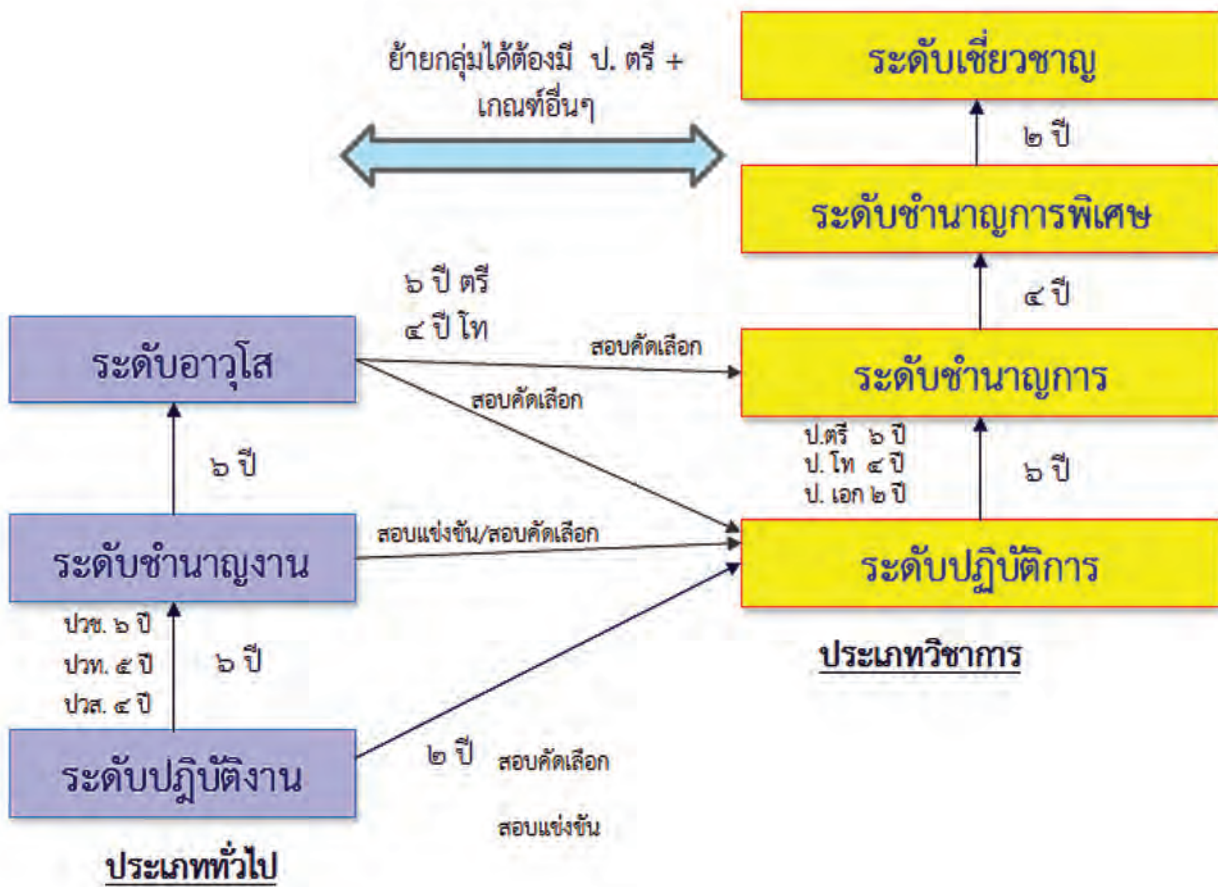 ย้ายกลุ่มได้ต้องมี ป. ตรี +
เกณฑ์อื่นๆ
ระดับเชี่ยวชาญ
๒ ปี
ระดับชำนาญการพิเศษ
๔ ปี
๖ ปี ตรี
๔ ปี โท
ระดับอาวุโส
สอบคัดเลือก
ระดับชำนาญการ
สอบคัดเลือก
ป.ตรี ๖ ปี
ป. โท ๔ ปี
ป. เอก ๒ ปี
๖ ปี
๖ ปี
สอบแข่งขัน/สอบคัดเลือก
ระดับชำนาญงาน
ระดับปฏิบัติการ
ปวช. ๖ ปี
ปวท. ๕ ปี
ปวส. ๔ ปี
๖ ปี
ประเภทวิชาการ
ระดับปฏิบัติงาน
๒ ปี สอบคัดเลือก
สอบแข่งขัน
ประเภททั่วไป